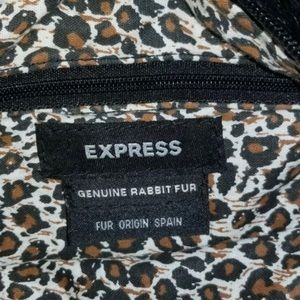 EXPRESS
GENUINE RABBIT FUR
FUR ORIGIN SPAIN